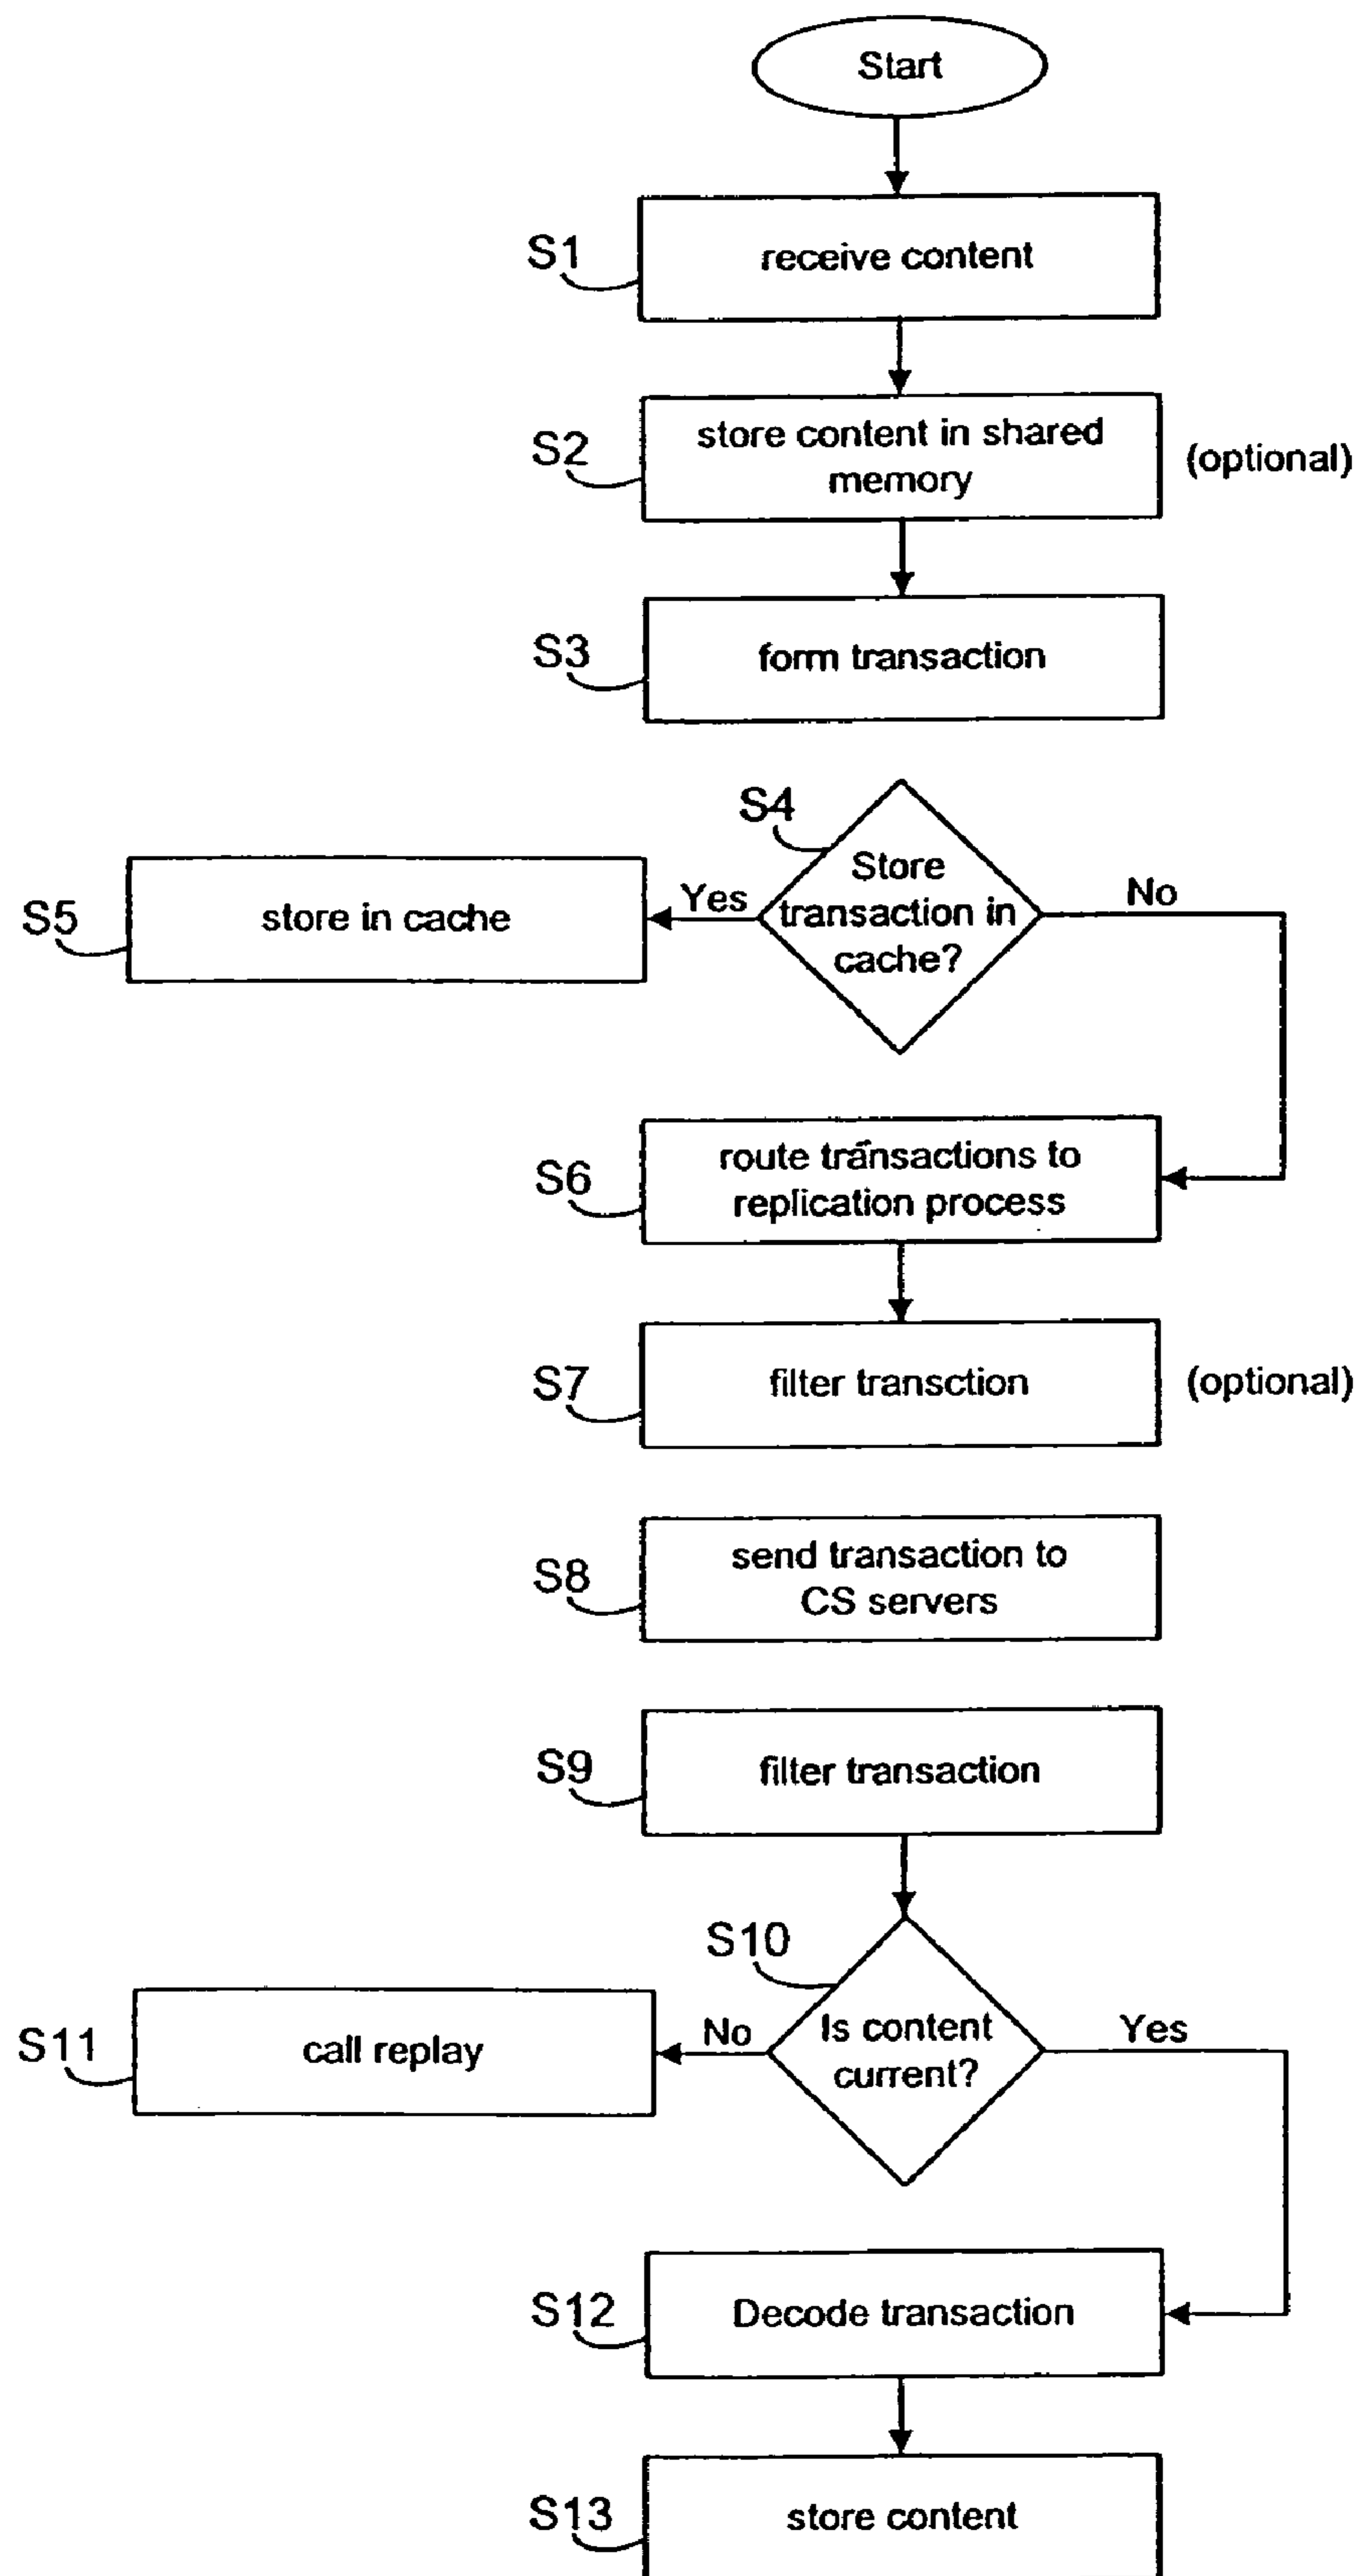 Start
S1
receive content
S2
store content in shared
memory
(optional)
S3
form transaction
S4
Store
transaction in
cache?
Yes
No
S5
store in cache
S6
route transactions to
replication process
S7
filter transction
(optional)
S8
send transaction to
CS servers
S9
filter transaction
S10
Is content
current?
No
Yes
S11
call replay
S12
Decode transaction
S13
store content